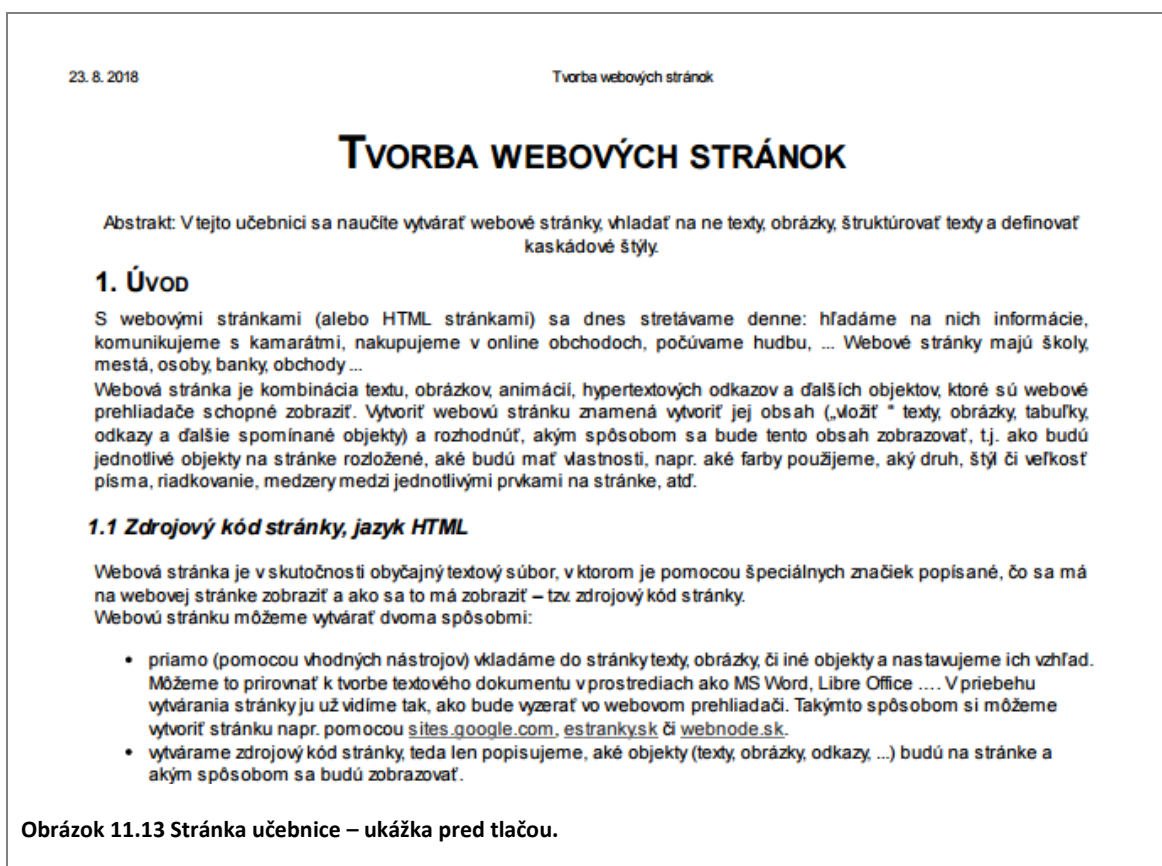 23. 8. 2018 Tvorba webových stránok
TVORBA WEBOVÝCH STRÁNOK
Abstrakt: V tejto učebnici sa naučíte vytvárať webové stránky, vhladať na ne texty, obrázky, štruktúrovať texty a definovať
kaskádové štýly.
1. ÚVOD
S webovými stránkami (alebo HTML stránkami) sa dnes stretávame denne: hľadáme na nich informácie,
komunikujeme s kamarátmi, nakupujeme v online obchodoch, počúvame hudbu, ... Webové stránky majú školy,
mestá, osoby, banky, obchody ...
Webová stránka je kombinácia textu, obrázkov, animácií, hypertextových odkazov a ďalších objektov, ktoré sú webové
prehliadače schopné zobraziť. Vytvoriť webovú stránku znamená vytvoriť jej obsah („vložiť “ texty, obrázky, tabuľky,
odkazy a ďalšie spomínané objekty) a rozhodnúť, akým spôsobom sa bude tento obsah zobrazovať, t.j. ako budú
jednotlivé objekty na stránke rozložené, aké budú mať vlastnosti, napr. aké farby použijeme, aký druh, štýl či veľkosť
písma, riadkovanie, medzery medzi jednotlivými prvkami na stránke, atď.
1.1 Zdrojový kód stránky, jazyk HTML
Webová stránka je v skutočnosti obyčajný textový súbor, v ktorom je pomocou špeciálnych značiek popísané, čo sa má
na webovej stránke zobraziť a ako sa to má zobraziť – tzv. zdrojový kód stránky.
Webovú stránku môžeme vytvárať dvoma spôsobmi:
• priamo (pomocou vhodných nástrojov) vkladáme do stránky texty, obrázky, či iné objekty a nastavujeme ich vzhľad.
Môžeme to prirovnať k tvorbe textového dokumentu v prostrediach ako MS Word, Libre Office .... V priebehu
vytvárania stránky ju už vidíme tak, ako bude vyzerať vo webovom prehliadači. Takýmto spôsobom si môžeme
vytvoriť stránku napr. pomocou sites.google.com, estranky.sk či webnode.sk.
• vytvárame zdrojový kód stránky, teda len popisujeme, aké objekty (texty, obrázky, odkazy, ...) budú na stránke a
akým spôsobom sa budú zobrazovať.
Obrázok 11.13 Stránka učebnice – ukážka pred tlačou.